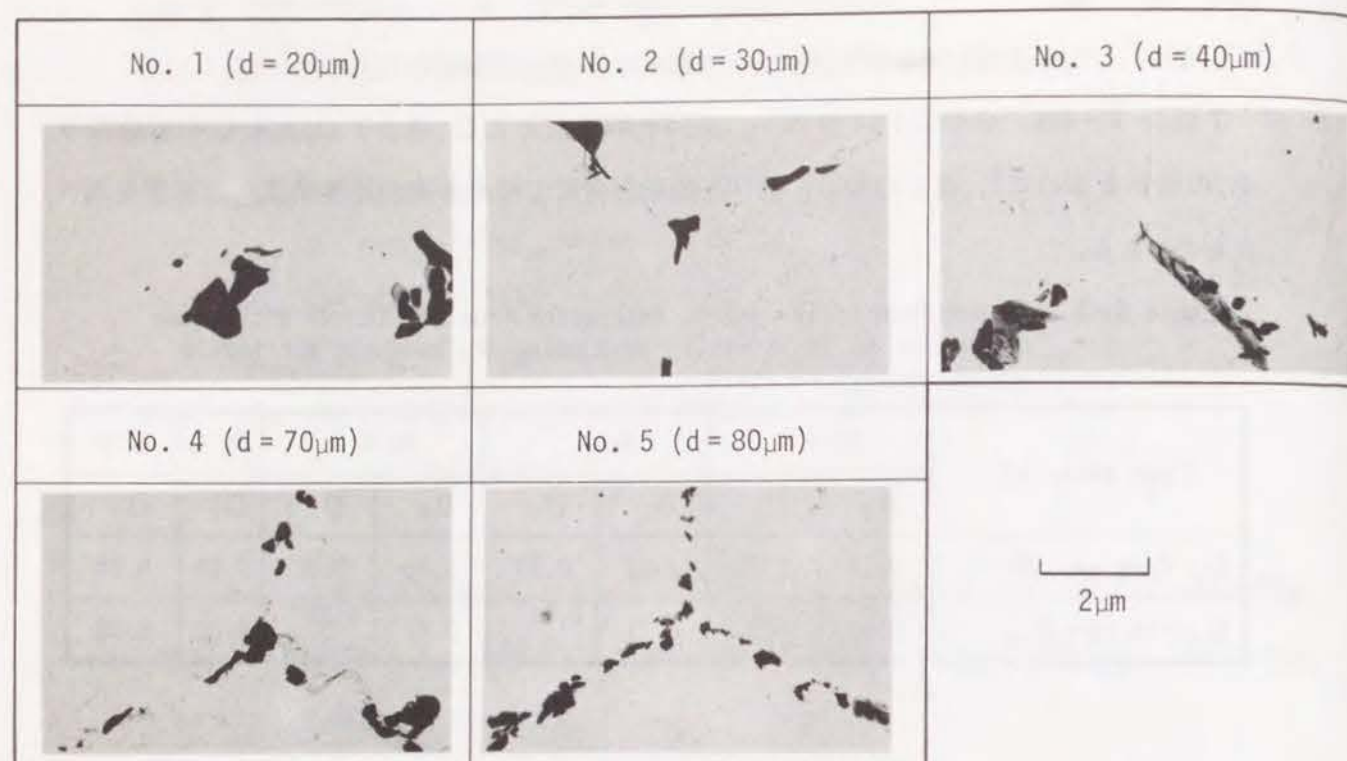 No. 1 (d = 20μm)
No. 2 (d = 30μm)
No. 3 (d = 40μm)
No. 4 (d = 70μm)
No. 5 (d = 80μm)
2μm